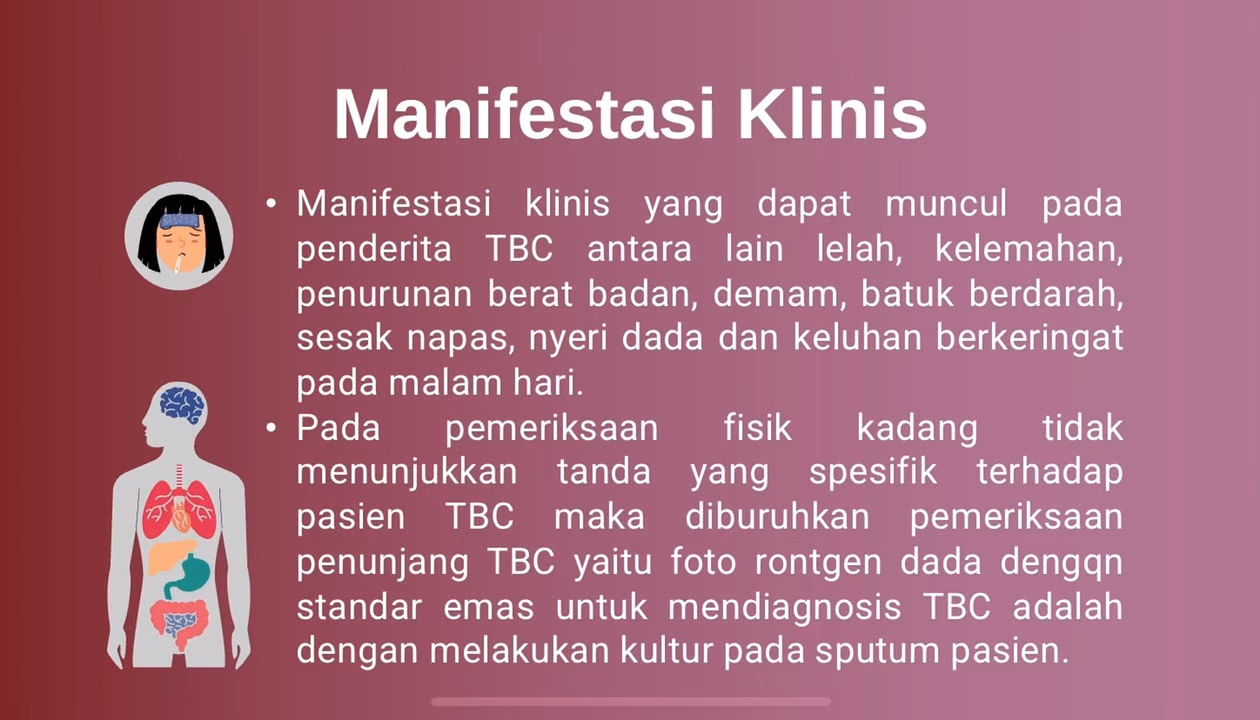 Manifestasi Klinis
• Manifestasi klinis yang dapat muncul pada
penderita TBC antara lain lelah, kelemahan,
penurunan berat badan, demam, batuk berdarah,
sesak napas, nyeri dada dan keluhan berkeringat
pada malam hari.
• Pada pemeriksaan fisik kadang tidak
menunjukkan tanda yang spesifik terhadap
pasien TBC maka diburuhkan pemeriksaan
penunjang TBC yaitu foto rontgen dada dengqn
standar emas untuk mendiagnosis TBC adalah
dengan melakukan kultur pada sputum pasien.